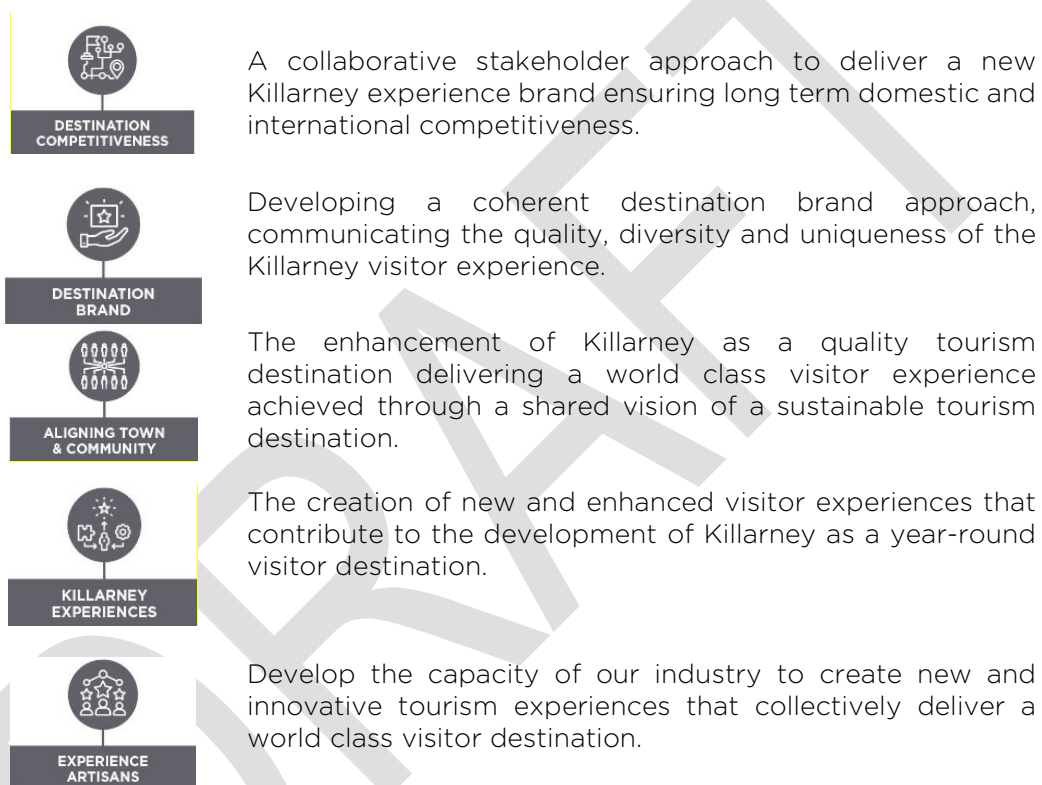 DESTINATION
COMPETITIVENESS
A collaborative stakeholder approach to deliver a new
Killarney experience brand ensuring long term domestic and
international competitiveness.
DESTINATION
BRAND
Developing a coherent destination brand approach,
communicating the quality, diversity and uniqueness of the
Killarney visitor experience.
ALIGNING TOWN
& COMMUNITY
The enhancement of Killarney as a quality tourism
destination delivering a world class visitor experience
achieved through a shared vision of a sustainable tourism
destination.
KILLARNEY
EXPERIENCES
The creation of new and enhanced visitor experiences that
contribute to the development of Killarney as a year-round
visitor destination.
EXPERIENCE
ARTISANS
Develop the capacity of our industry to create new and
innovative tourism experiences that collectively deliver a
world class visitor destination.
DRAFT